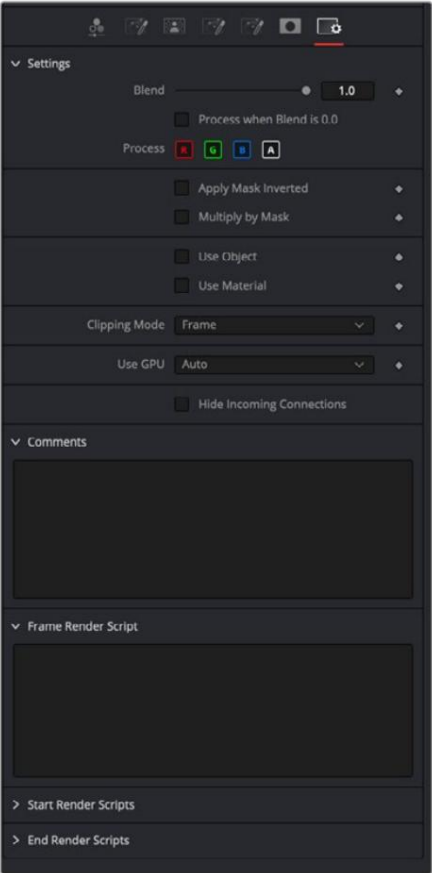 Settings
Blend 1.0
Process when Blend is 0.0
Process R G B A
Apply Mask Inverted
Multiply by Mask
Use Object
Use Material
Clipping Mode Frame
Use GPU Auto
Hide Incoming Connections
Comments
Frame Render Script
Start Render Scripts
End Render Scripts